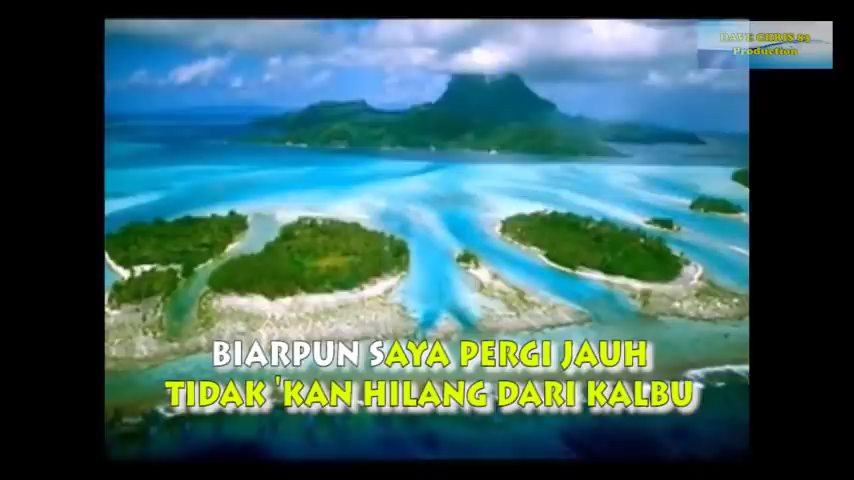 DAVE CHRIS 83
Production
BIARPUN SAYA PERGI JAUH
TIDAK 'KAN HILANG DARI KALBU